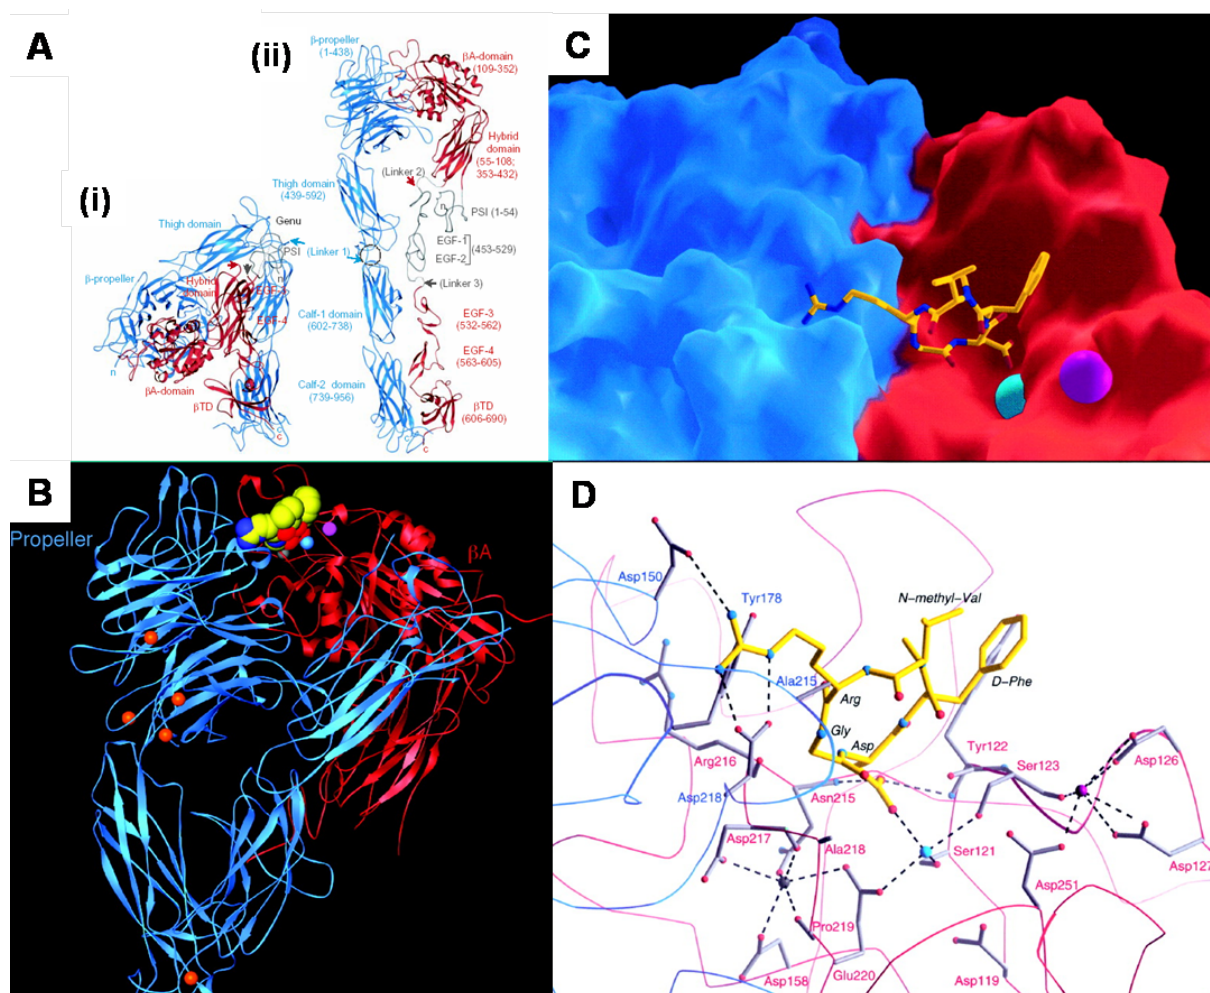 A
(ii)
β-propeller
(1-438)
βA-domain
(109-352)
Hybrid
domain
(55-108;
353-432)
(Linker 2)
Thigh domain
(439-592)
n
PSI (1-54)
(i)
Thigh domain
Genu
PSI
(Linker 1)
EGF-1
EGF-2
(453-529)
β-propeller
Hybrid
domain
n
EGF-3
(Linker 3)
EGF-4
Calf-1 domain
(602-738)
EGF-3
(532-562)
EGF-4
(563-605)
n
βA-domain
βTD
Calf-2 domain
(739-956)
βTD
(606-690)
c
c
C
B
Propeller
βA
D
Asp150
Tyr178
N-methyl-Val
Ala215
Arg
D-Phe
Gly
Asp
Arg216
Tyr122
Ser123
Asp126
Asp218
Asn215
Asp217
Ala218
Ser121
Asp127
Asp251
Pro219
Asp158
Glu220
Asp119